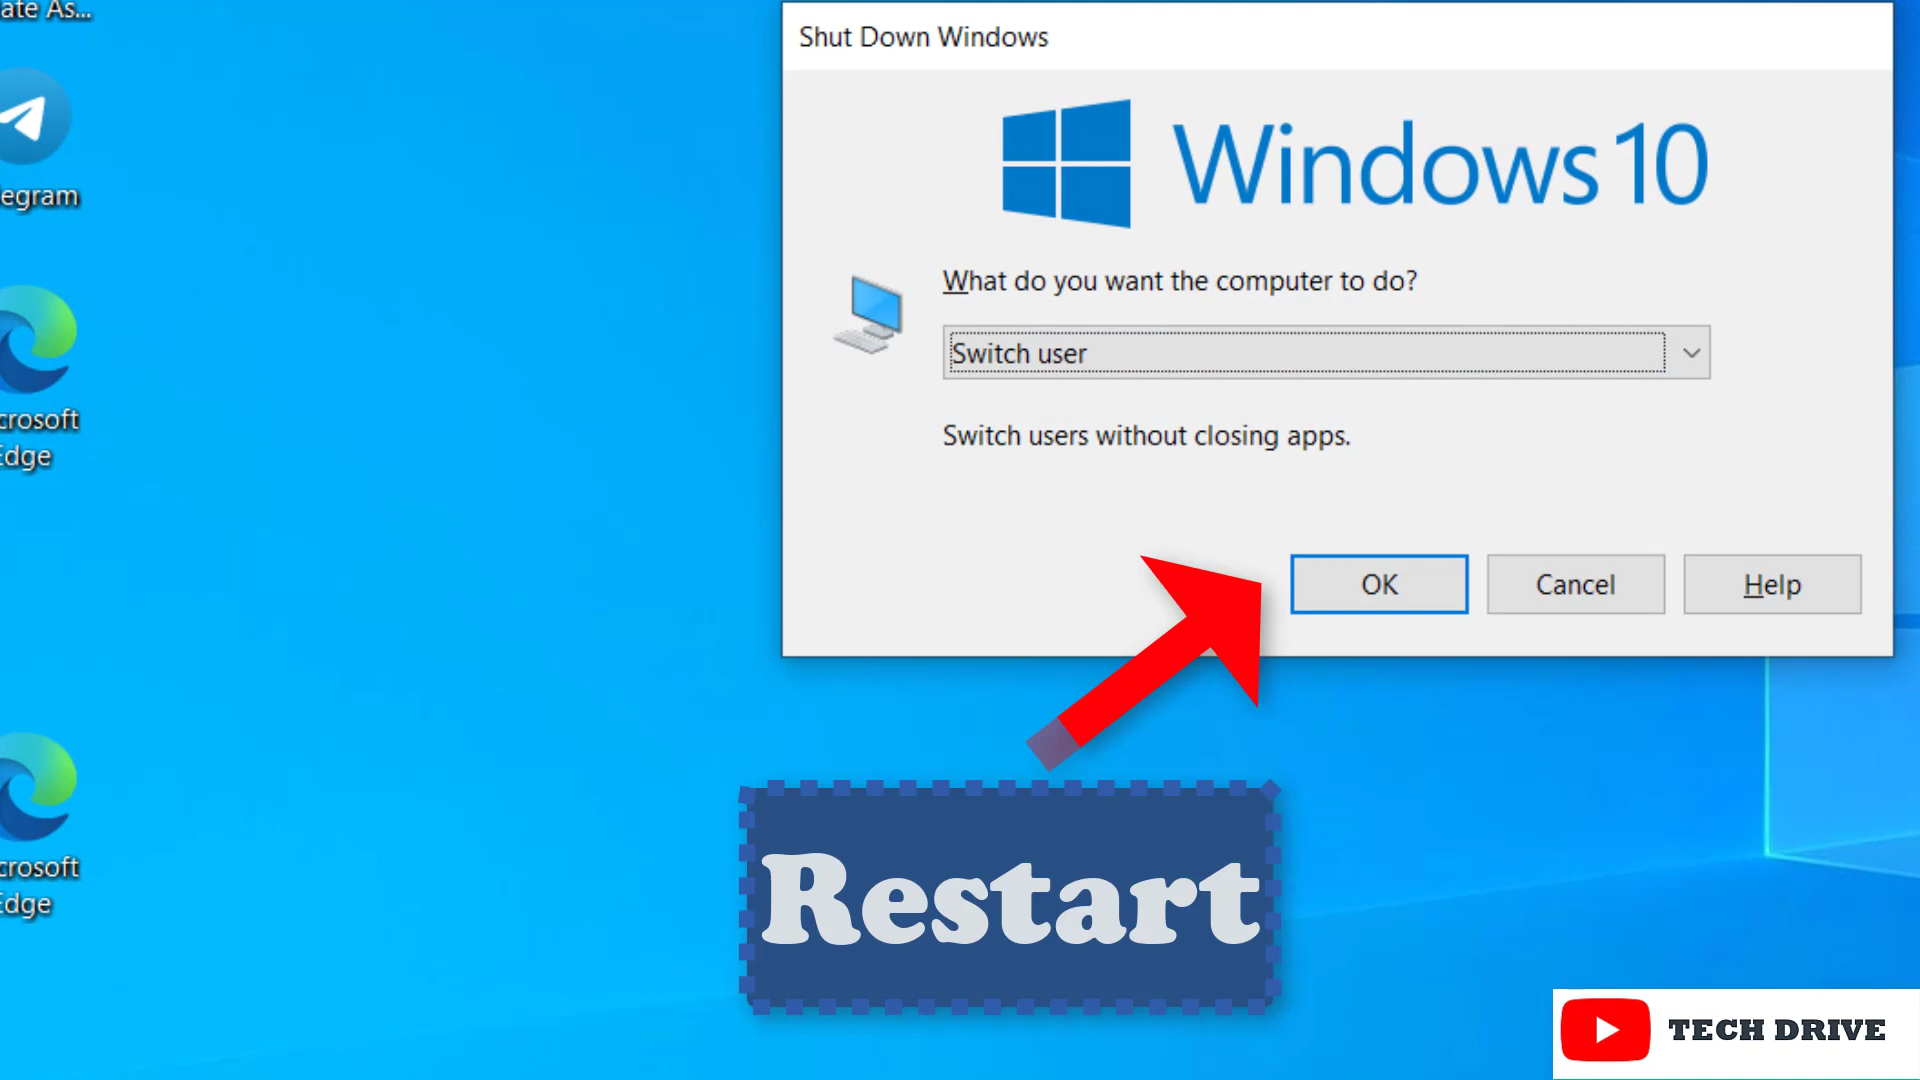 ate As...
egram
crosoft
Edge
crosoft
Edge
Shut Down Windows
Windows 10
What do you want the computer to do?
Switch user
Switch users without closing apps.
OK
Cancel
Help
Restart
TECH DRIVE